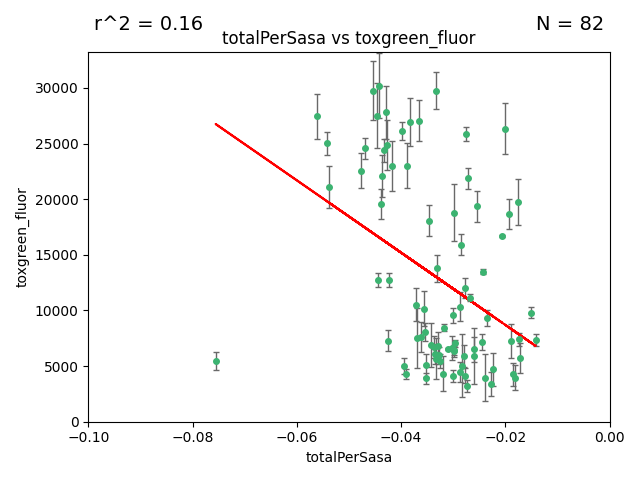 r^2 = 0.16
N = 82
totalPerSasa vs toxgreen_fluor
toxgreen_fluor
30000
25000
20000
15000
10000
5000
0
−0.10
−0.08
−0.06
−0.04
−0.02
0.00
totalPerSasa